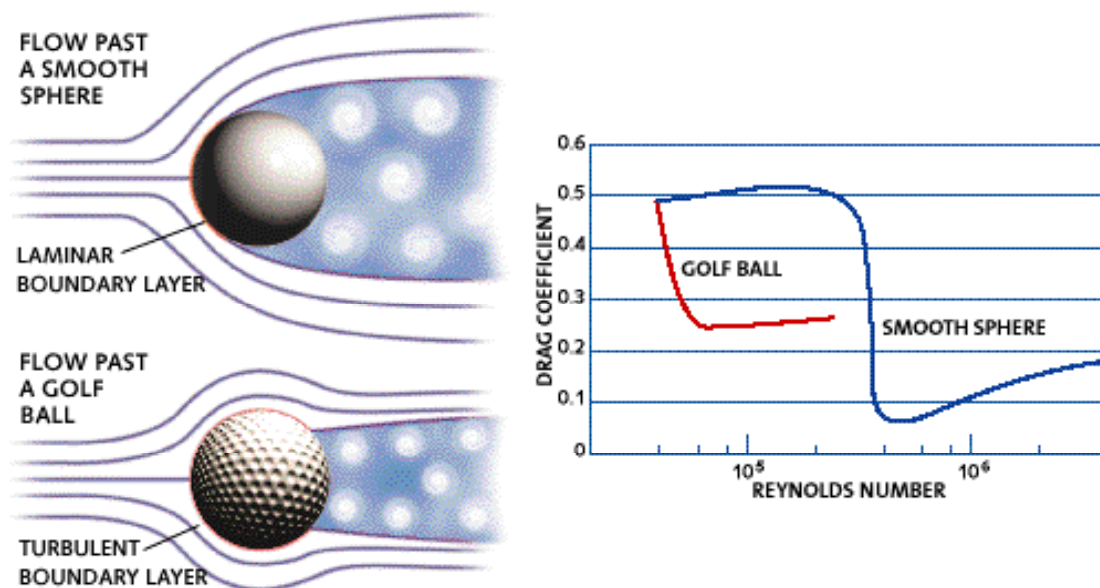 FLOW PAST
A SMOOTH
SPHERE
LAMINAR
BOUNDARY LAYER
FLOW PAST
A GOLF
BALL
TURBULENT
BOUNDARY LAYER
DRAG COEFFICIENT
0.6
0.5
0.4
0.3
0.2
0.1
0
GOLF BALL
SMOOTH SPHERE
10⁵
10⁶
REYNOLDS NUMBER